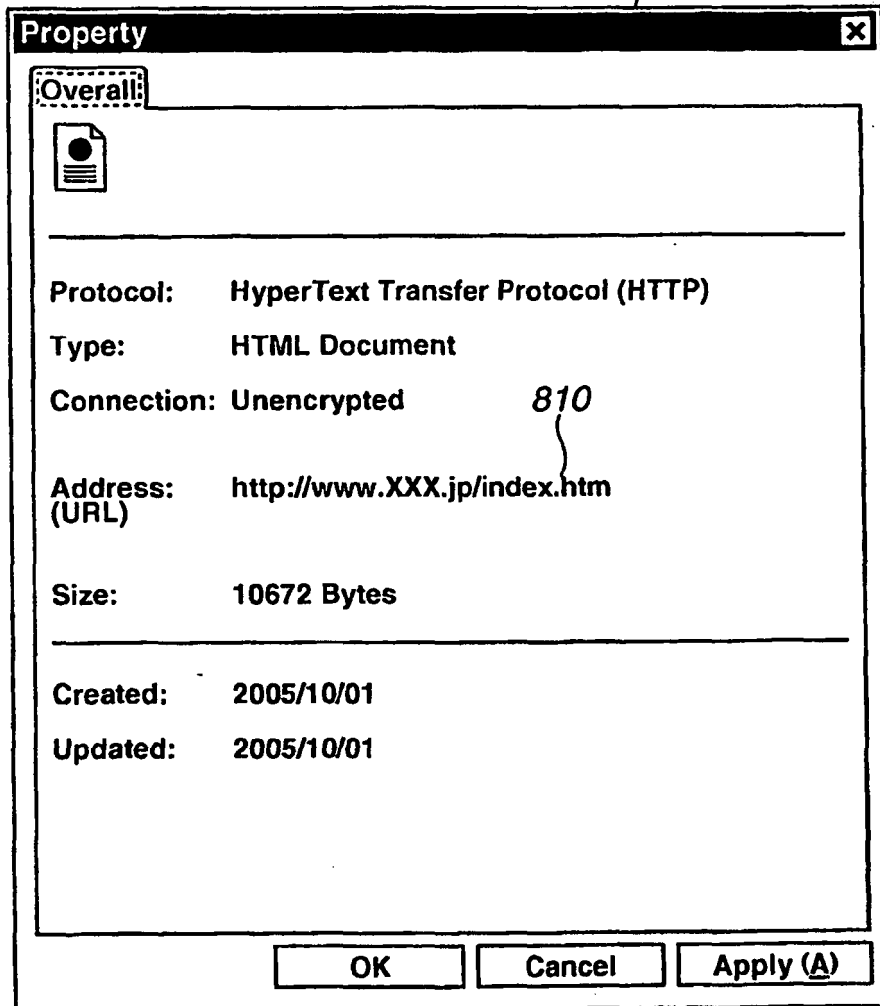 Property
Overall
Protocol: HyperText Transfer Protocol (HTTP)
Type: HTML Document
Connection: Unencrypted 810
Address: http://www.XXX.jp/index.htm
(URL)
Size: 10672 Bytes
Created: 2005/10/01
Updated: 2005/10/01
OK Cancel Apply (A)